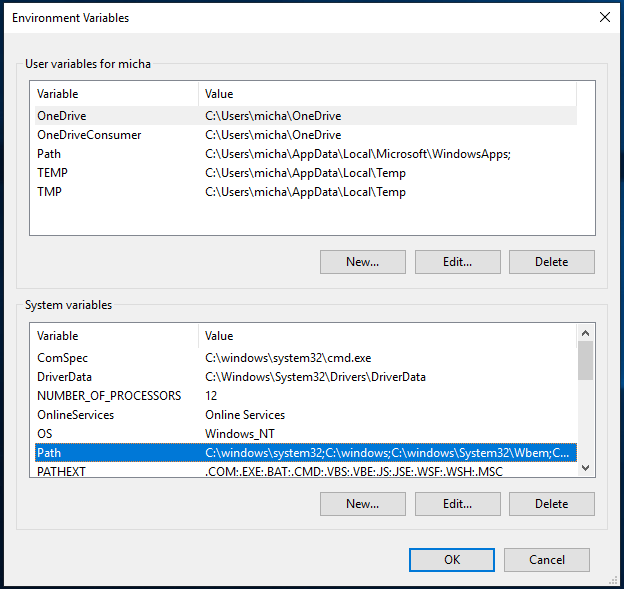 Environment Variables
User variables for micha
Variable Value
OneDrive C:\Users\micha\OneDrive
OneDriveConsumer C:\Users\micha\OneDrive
Path C:\Users\micha\AppData\Local\Microsoft\WindowsApps;
TEMP C:\Users\micha\AppData\Local\Temp
TMP C:\Users\micha\AppData\Local\Temp
New... Edit... Delete
System variables
Variable Value
ComSpec C:\windows\system32\cmd.exe
DriverData C:\Windows\System32\Drivers\DriverData
NUMBER_OF_PROCESSORS 12
OnlineServices Online Services
OS Windows_NT
Path C:\windows\system32;C:\windows;C:\windows\System32\Wbem;C...
PATHEXT .COM;.EXE;.BAT;.CMD;.VBS;.VBE;.JS;.JSE;.WSF;.WSH;.MSC
New... Edit... Delete
OK Cancel